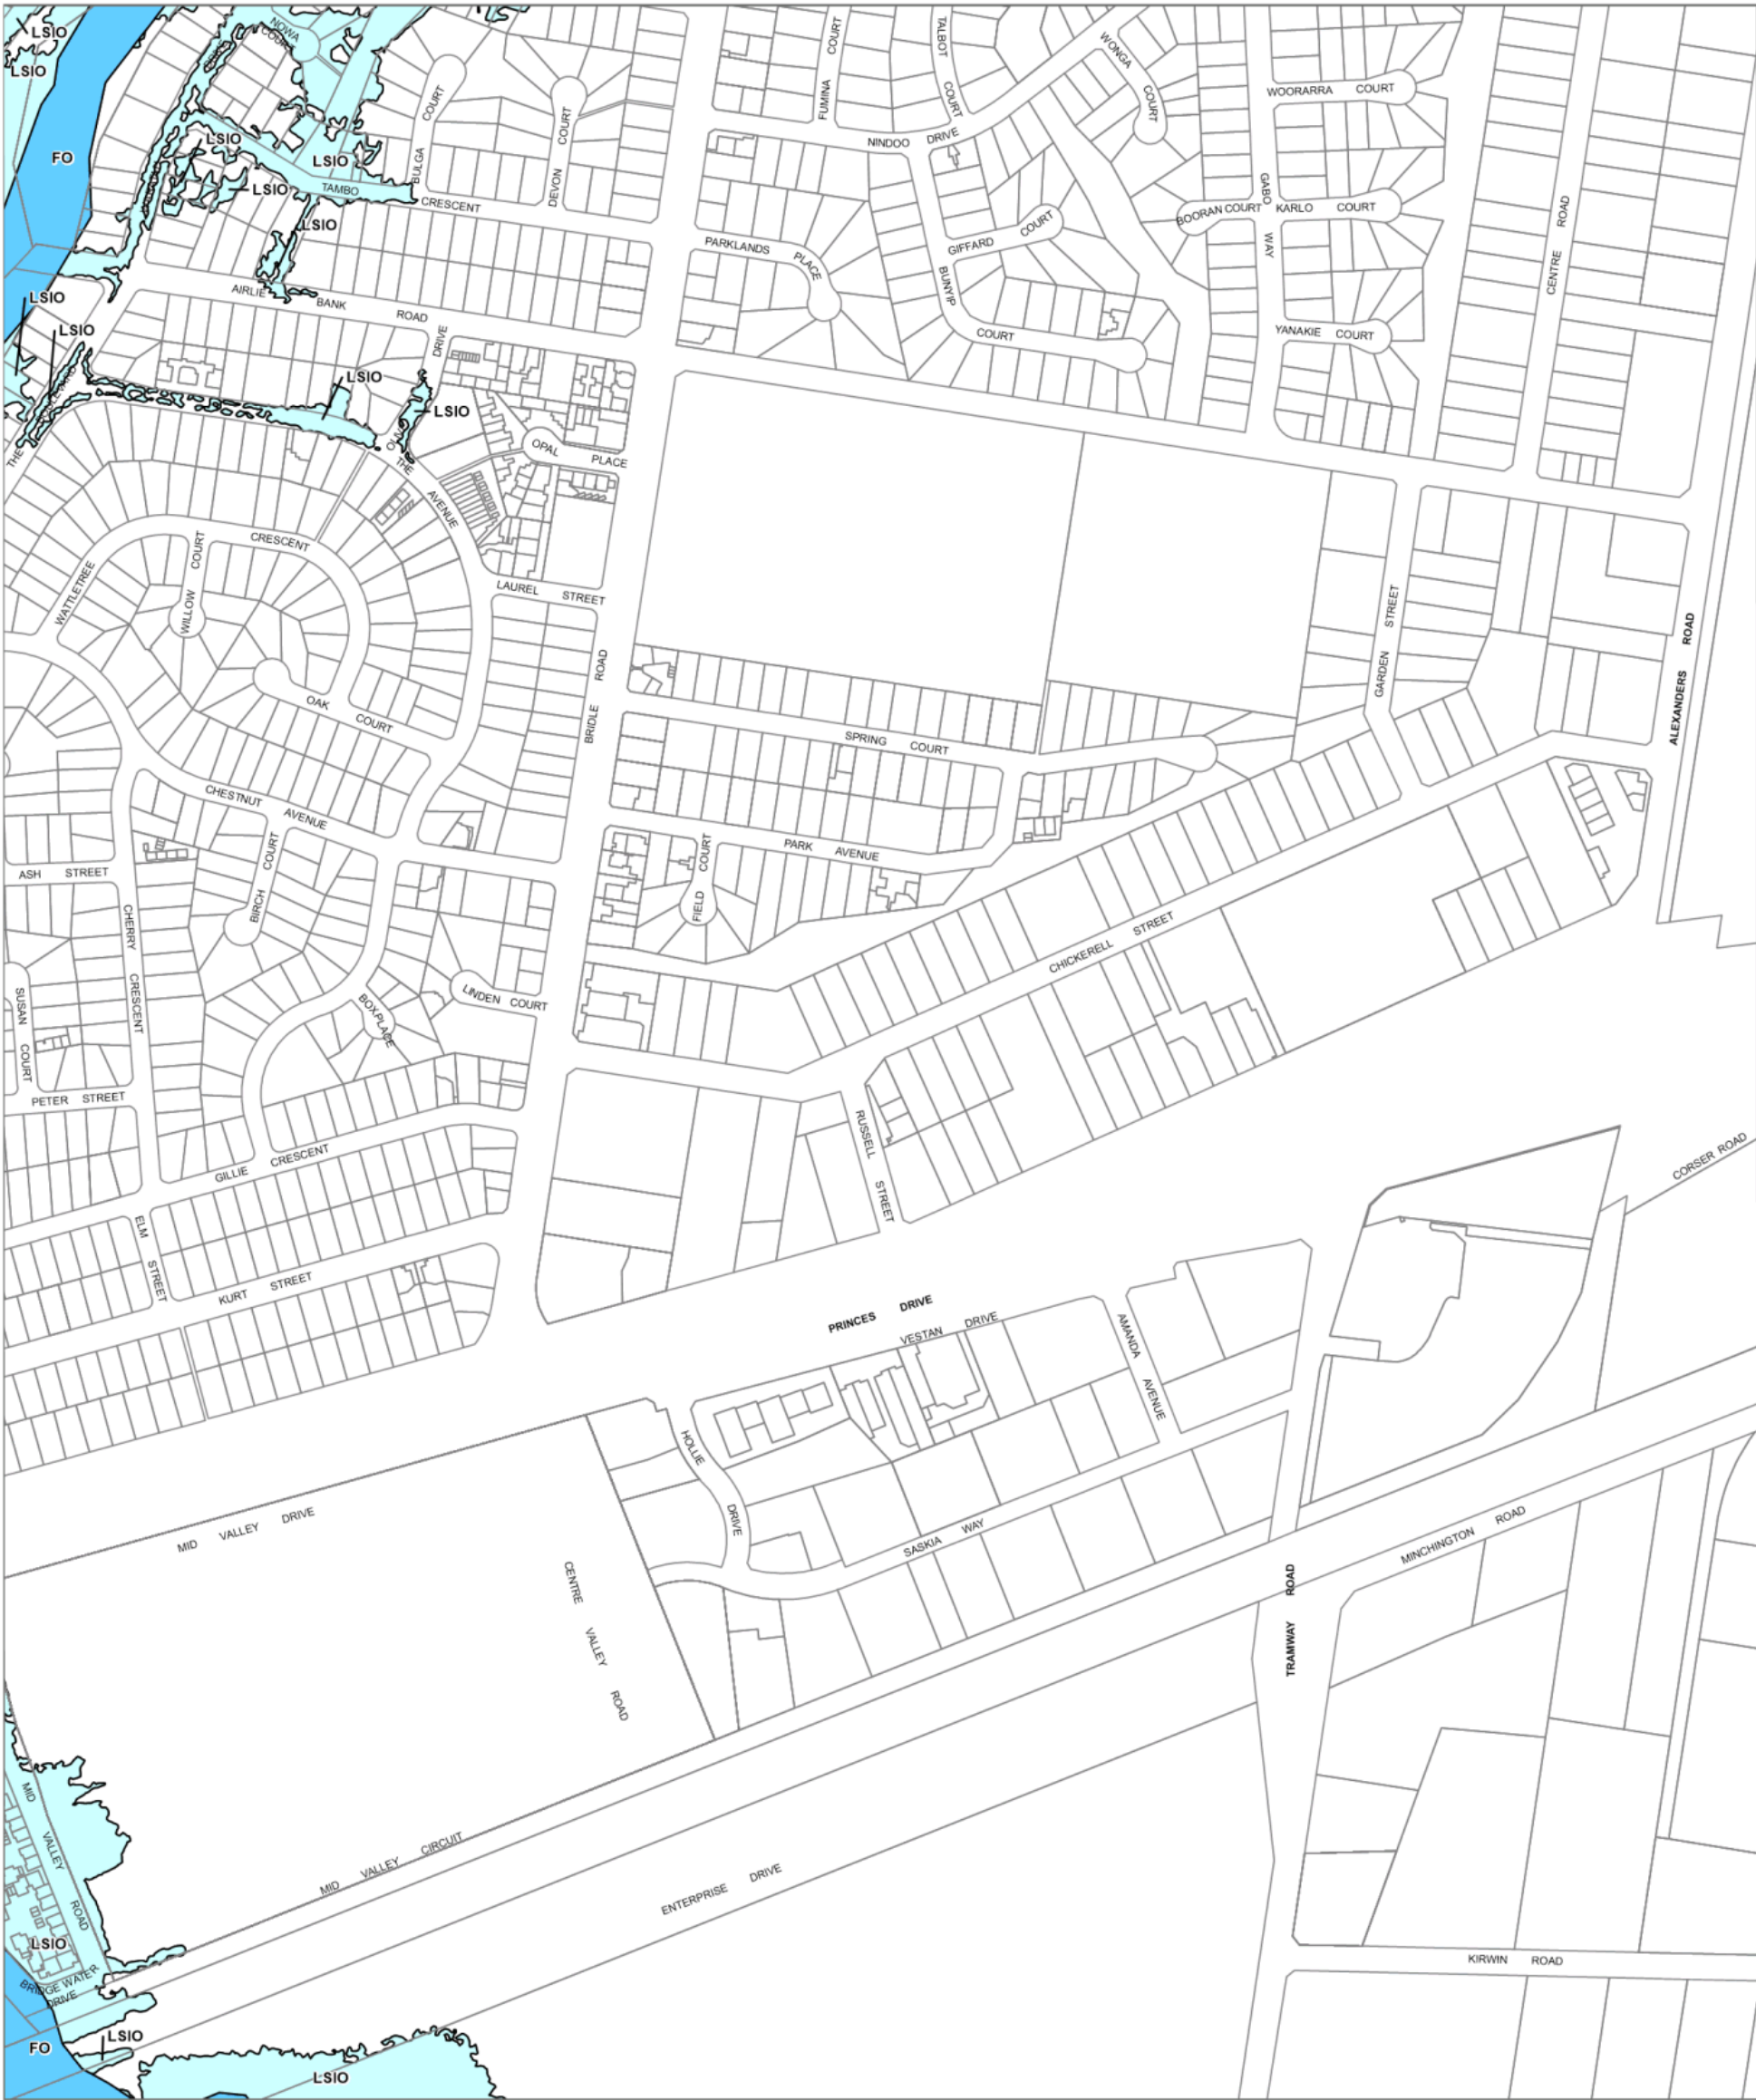 LSIO
LSIO
FO
NOWA
COURT
LSIO
LSIO
LSIO
LSIO
TAMBO
CRESCENT
BULGA COURT
DEVON COURT
FUMINA COURT
TALBOT COURT
NINDOO DRIVE
WONGA COURT
WOORARRA COURT
GABO WAY
BOORAN COURT
KARLO COURT
YANAKIE COURT
CENTRE ROAD
PARKLANDS PLACE
GIFFARD COURT
BUNYIP COURT
AIRLIE BANK ROAD
LSIO
LSIO
LSIO
LSIO
DRIVE
OLIVE
THE AVENUE
THE BOULEVARD
OPAL PLACE
LAUREL STREET
WATTLETREE CRESCENT
WILLOW COURT
OAK COURT
BRIDLE ROAD
GARDEN STREET
ALEXANDERS ROAD
SPRING COURT
CHESTNUT AVENUE
PARK AVENUE
FIELD COURT
BIRCH COURT
ASH STREET
CHERRY CRESCENT
CHICKERELL STREET
LINDEN COURT
BOX PLACE
SUSAN COURT
PETER STREET
RUSSELL STREET
GILLIE CRESCENT
CORSER ROAD
ELM STREET
KURT STREET
PRINCES DRIVE
VESTAN DRIVE
AMANDA AVENUE
HOLLIE DRIVE
MID VALLEY DRIVE
SASKIA WAY
MINCHINGTON ROAD
CENTRE VALLEY ROAD
TRAMWAY ROAD
MID VALLEY ROAD
MID VALLEY CIRCUIT
ENTERPRISE DRIVE
LSIO
BRIDGE WATER
DRIVE
KIRWIN ROAD
FO
LSIO
LSIO